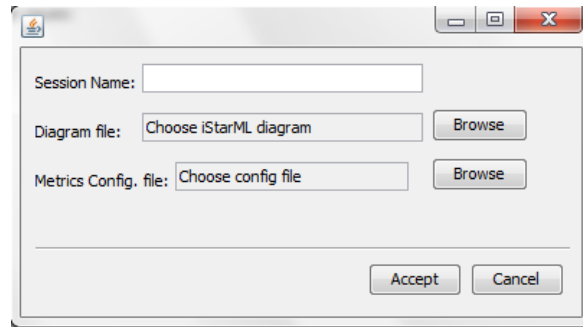 Session Name:
Diagram file: Choose iStarML diagram Browse
Metrics Config. file: Choose config file Browse
Accept Cancel